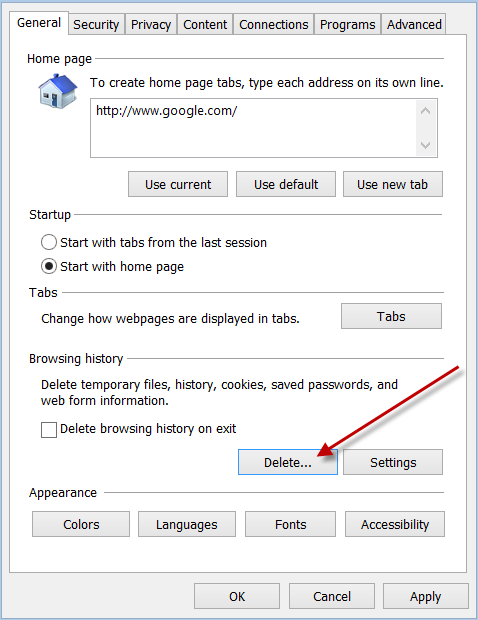 General Security Privacy Content Connections Programs Advanced
Home page
To create home page tabs, type each address on its own line.
http://www.google.com/
Use current Use default Use new tab
Startup
Start with tabs from the last session
Start with home page
Tabs
Change how webpages are displayed in tabs. Tabs
Browsing history
Delete temporary files, history, cookies, saved passwords, and
web form information.
Delete browsing history on exit
Delete... Settings
Appearance
Colors Languages Fonts Accessibility
OK Cancel Apply